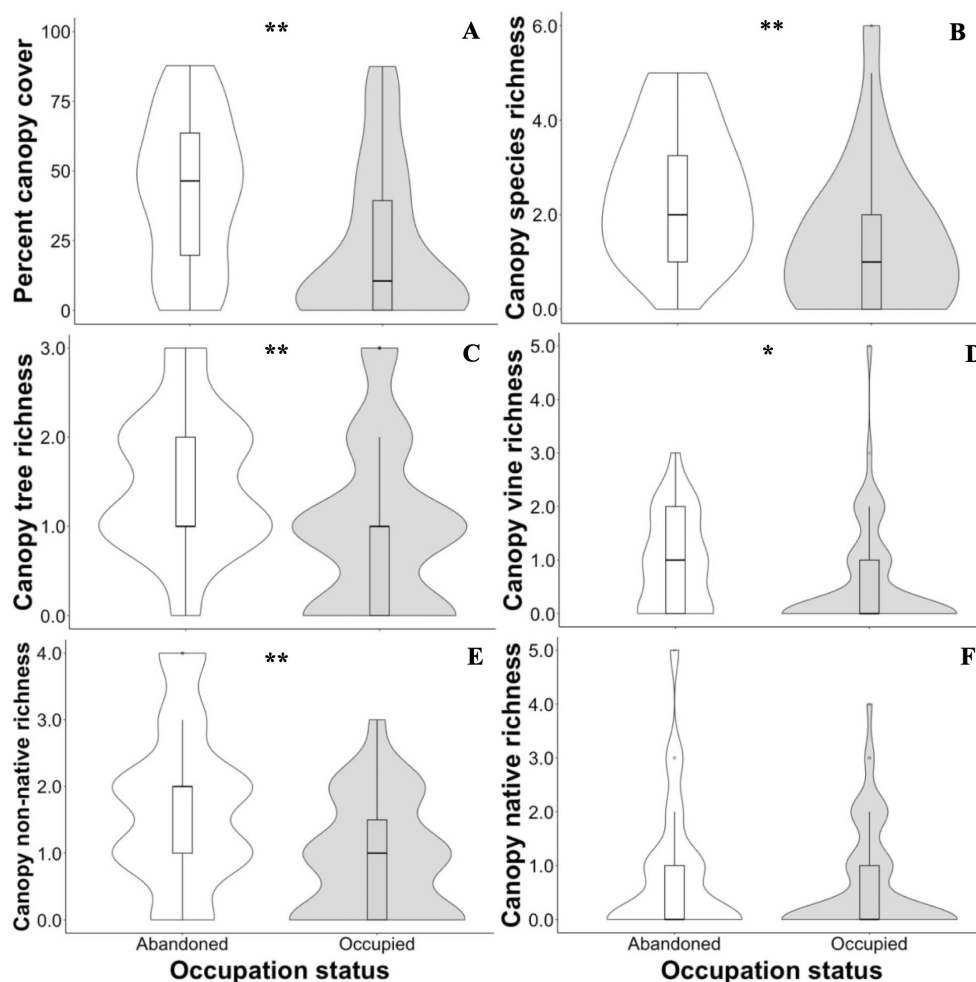 Percent canopy cover
100
75
50
25
0
**
A
Canopy species richness
6.0
4.0
2.0
0.0
**
B
Canopy tree richness
3.0
2.0
1.0
0.0
**
C
Canopy vine richness
5.0
4.0
3.0
2.0
1.0
0.0
*
D
Canopy non-native richness
4.0
3.0
2.0
1.0
0.0
**
E
Abandoned Occupied
Occupation status
Canopy native richness
5.0
4.0
3.0
2.0
1.0
0.0
F
Abandoned Occupied
Occupation status